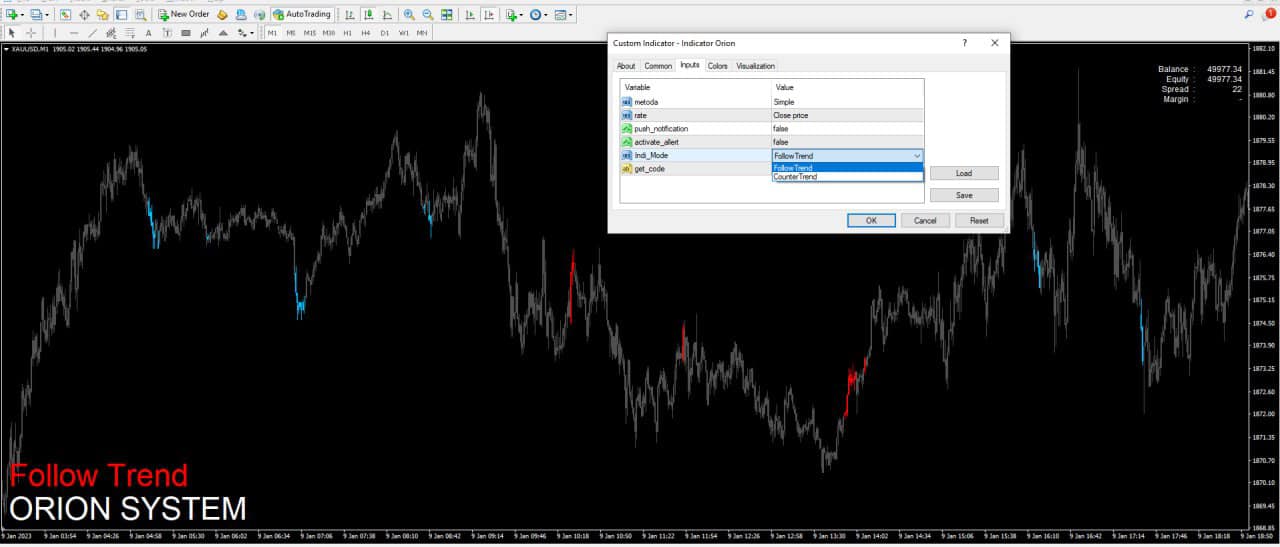 New Order
AutoTrading
1
A T
M1 M5 M15 M30 H1 H4 D1 W1 MN
XAUUSD,M1 1905.02 1905.44 1904.96 1905.05
Custom Indicator - Indicator Orion
?
About Common Inputs Colors Visualization
Variable Value
metoda Simple
rate Close price
push_notification false
activate_allert false
Indi_Mode FollowTrend
FollowTrend
get_code
CounterTrend
Load
Save
OK Cancel Reset
Balance : 49977.34
Equity : 49977.34
Spread : 22
Margin : -
1882.10
1881.45
1880.80
1880.20
1879.55
1878.90
1878.30
1877.65
1877.05
1876.40
1875.75
1875.15
1874.50
1873.90
1873.25
1872.60
1872.00
1871.35
1870.70
1870.10
1869.45
1868.85
Follow Trend
ORION SYSTEM
9 Jan 2023 9 Jan 03:54 9 Jan 04:26 9 Jan 04:58 9 Jan 05:30 9 Jan 06:02 9 Jan 06:34 9 Jan 07:06 9 Jan 07:38 9 Jan 08:10 9 Jan 08:42 9 Jan 09:14 9 Jan 09:46 9 Jan 10:18 9 Jan 10:50 9 Jan 11:22 9 Jan 11:54 9 Jan 12:26 9 Jan 12:58 9 Jan 13:30 9 Jan 14:02 9 Jan 14:34 9 Jan 15:06 9 Jan 15:38 9 Jan 16:10 9 Jan 16:42 9 Jan 17:14 9 Jan 17:46 9 Jan 18:18 9 Jan 18:50